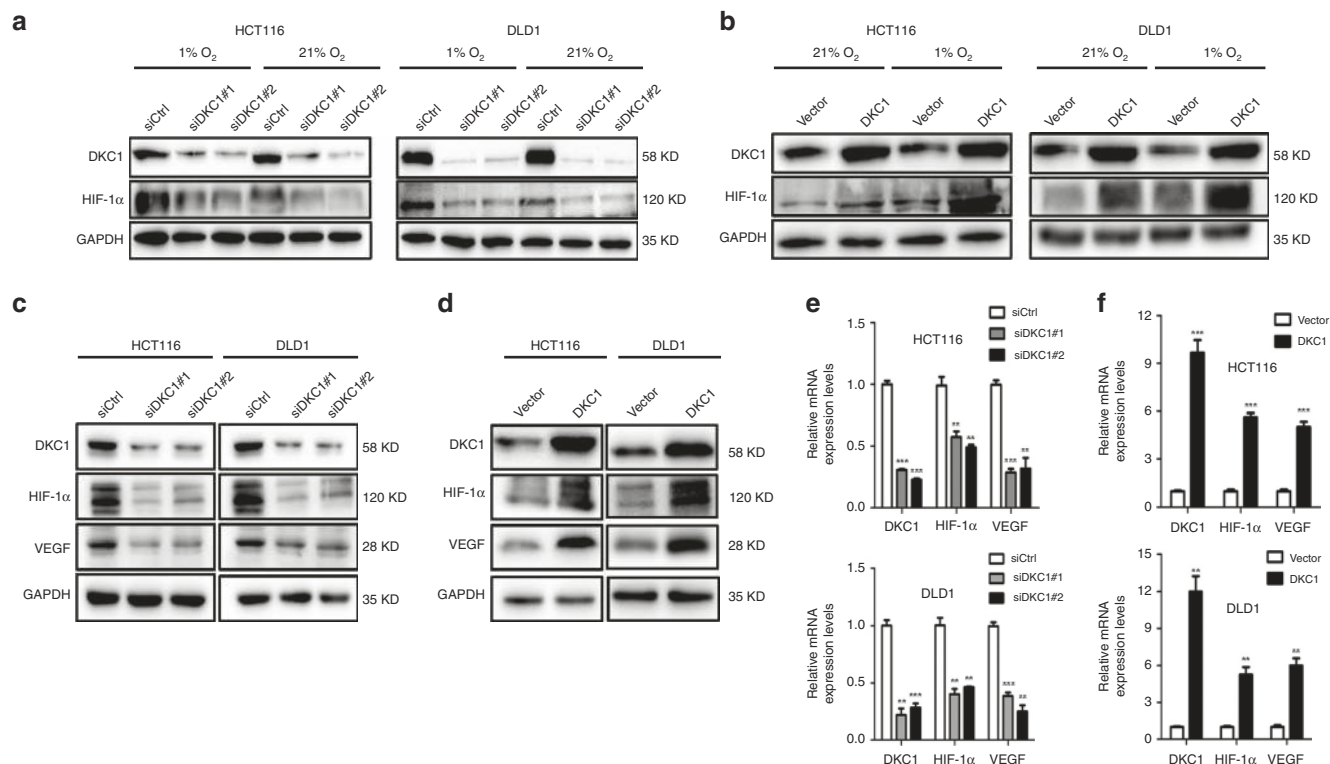 a
HCT116
DLD1
1% O2
21% O2
1% O2
21% O2
siCtrl
siDKC1#1
siDKC1#2
siCtrl
siDKC1#1
siDKC1#2
siCtrl
siDKC1#1
siDKC1#2
siCtrl
siDKC1#1
siDKC1#2
DKC1
58 KD
HIF-1α
120 KD
GAPDH
35 KD
b
HCT116
DLD1
21% O2
1% O2
21% O2
1% O2
Vector
DKC1
Vector
DKC1
Vector
DKC1
Vector
DKC1
DKC1
58 KD
HIF-1α
120 KD
GAPDH
35 KD
c
HCT116
DLD1
siCtrl
siDKC1#1
siDKC1#2
siCtrl
siDKC1#1
siDKC1#2
DKC1
58 KD
HIF-1α
120 KD
VEGF
28 KD
GAPDH
35 KD
d
HCT116
DLD1
Vector
DKC1
Vector
DKC1
DKC1
58 KD
HIF-1α
120 KD
VEGF
28 KD
GAPDH
35 KD
e
siCtrl
siDKC1#1
siDKC1#2
HCT116
Relative mRNA
expression levels
1.5
1.0
0.5
0.0
*** ***
** **
*** **
DKC1
HIF-1α
VEGF
siCtrl
siDKC1#1
siDKC1#2
DLD1
Relative mRNA
expression levels
1.5
1.0
0.5
0.0
** ***
** **
*** **
DKC1
HIF-1α
VEGF
f
Vector
DKC1
HCT116
Relative mRNA
expression levels
12
9
6
3
0
***
***
***
DKC1
HIF-1α
VEGF
Vector
DKC1
DLD1
Relative mRNA
expression levels
15
12
9
6
3
0
**
**
**
DKC1
HIF-1α
VEGF